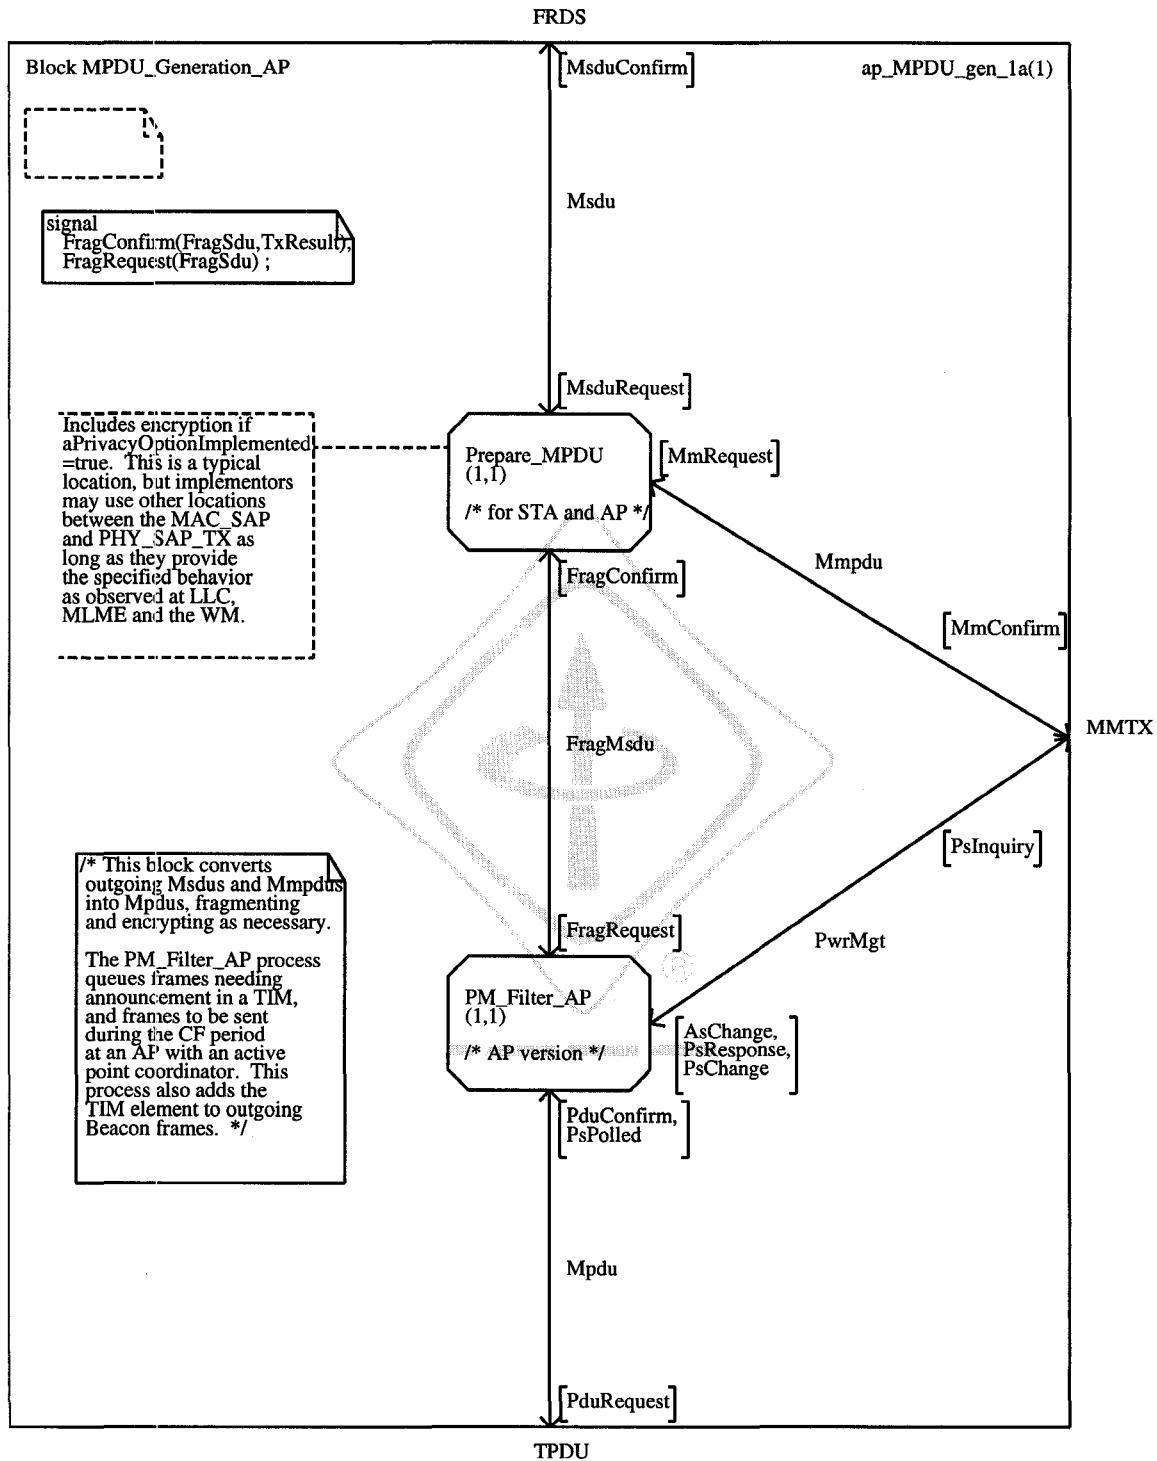 FRDS
Block MPDU_Generation_AP
[MsduConfirm]
ap_MPDU_gen_1a(1)
Msdu
signal
FragConfirm(FragSdu,TxResult),
FragRequest(FragSdu) ;
[MsduRequest]
Includes encryption if
aPrivacyOptionImplemented
=true. This is a typical
location, but implementors
may use other locations
between the MAC_SAP
and PHY_SAP_TX as
long as they provide
the specified behavior
as observed at LLC,
MLME and the WM.
Prepare_MPDU
(1,1)
/* for STA and AP */
[MmRequest]
Mmpdu
[FragConfirm]
[MmConfirm]
MMTX
FragMsdu
[PsInquiry]
/* This block converts
outgoing Msdus and Mmpdus
into Mpdus, fragmenting
and encrypting as necessary.
The PM_Filter_AP process
queues frames needing
announcement in a TIM,
and frames to be sent
during the CF period
at an AP with an active
point coordinator. This
process also adds the
TIM element to outgoing
Beacon frames. */
[FragRequest]
PwrMgt
PM_Filter_AP
(1,1)
/* AP version */
[AsChange,
PsResponse,
PsChange]
[PduConfirm,
PsPolled]
Mpdu
[PduRequest]
TPDU
®